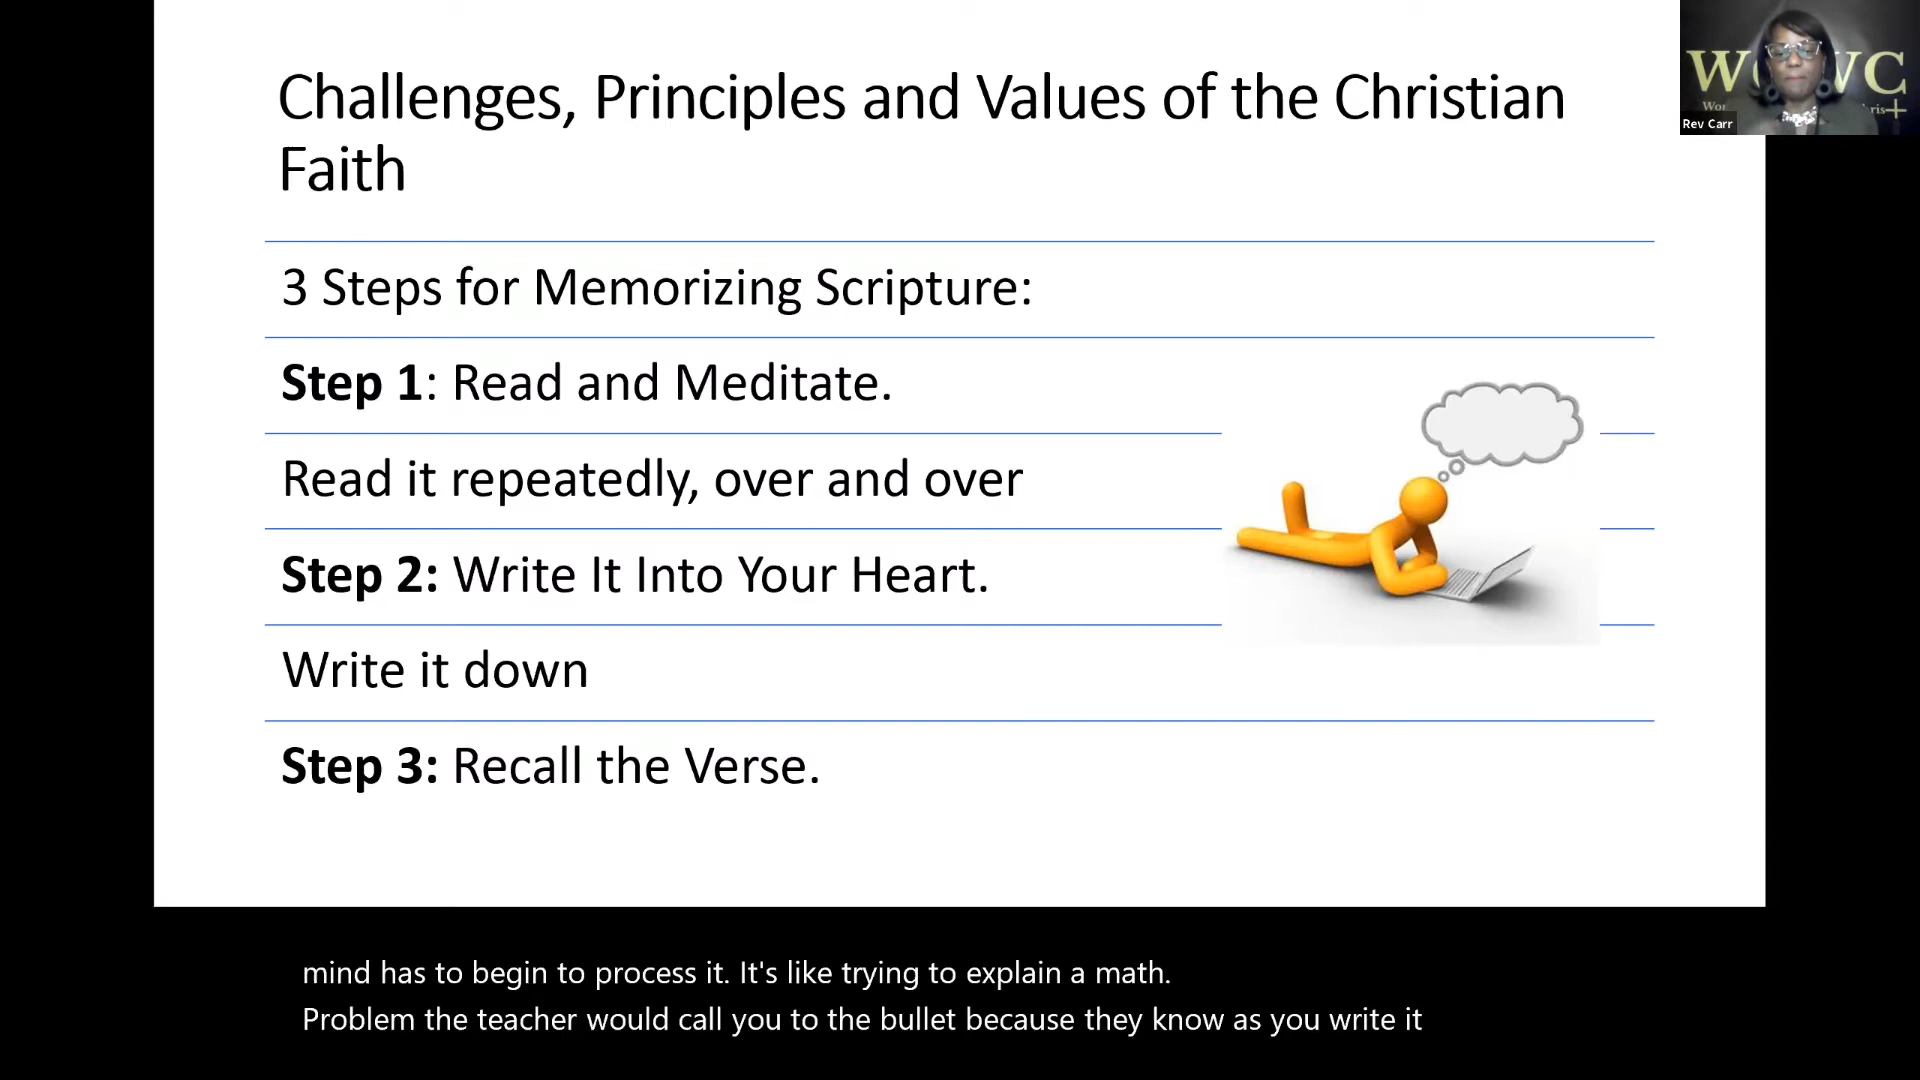 Challenges, Principles and Values of the Christian
Faith
3 Steps for Memorizing Scripture:
Step 1: Read and Meditate.
Read it repeatedly, over and over
Step 2: Write It Into Your Heart.
Write it down
Step 3: Recall the Verse.
Rev Carr
mind has to begin to process it. It's like trying to explain a math.
Problem the teacher would call you to the bullet because they know as you write it